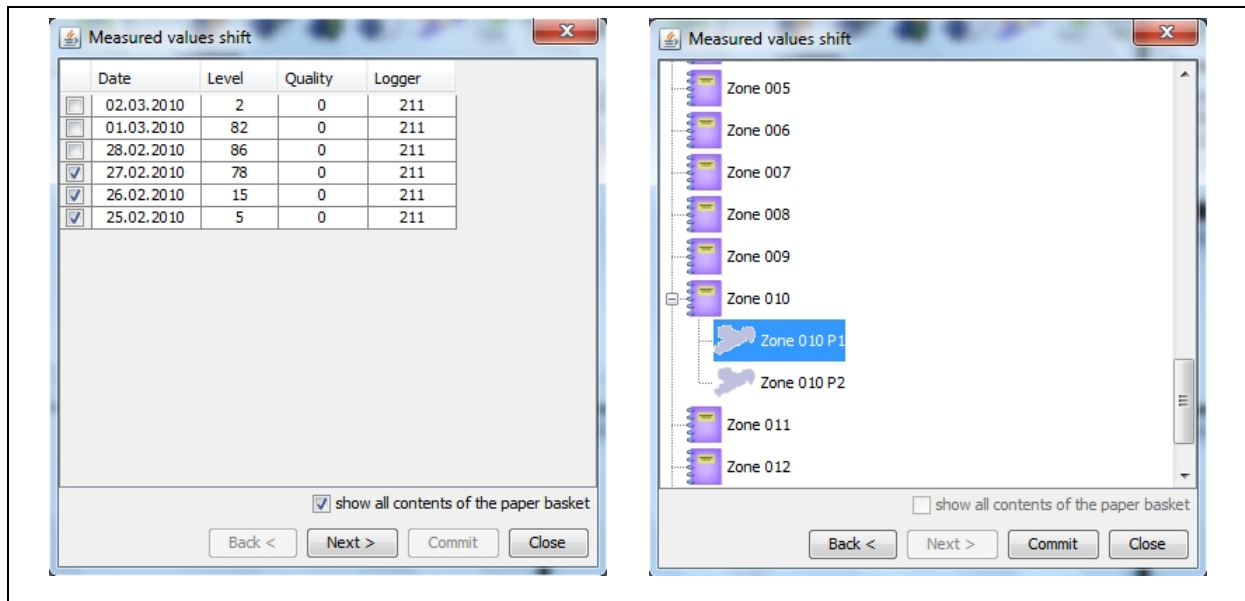 Measured values shift
Date Level Quality Logger
02.03.2010 2 0 211
01.03.2010 82 0 211
28.02.2010 86 0 211
27.02.2010 78 0 211
26.02.2010 15 0 211
25.02.2010 5 0 211
show all contents of the paper basket
Back < Next > Commit Close
Measured values shift
Zone 005
Zone 006
Zone 007
Zone 008
Zone 009
Zone 010
Zone 010 P1
Zone 010 P2
Zone 011
Zone 012
show all contents of the paper basket
Back < Next > Commit Close